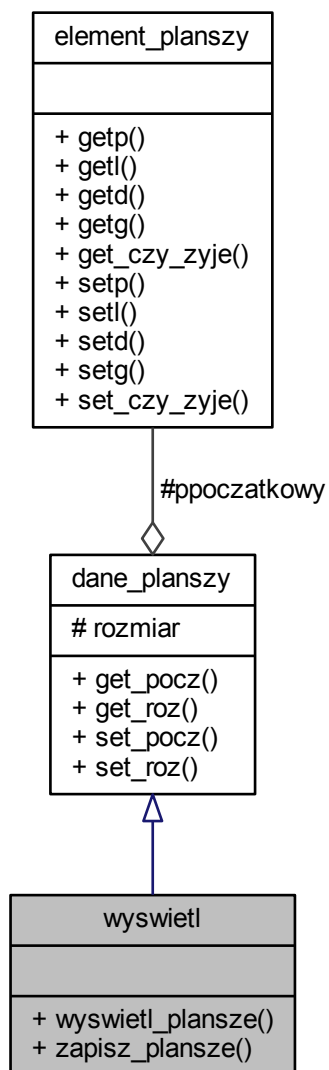 element_planszy
+ getp()
+ getl()
+ getd()
+ getg()
+ get_czy_zyje()
+ setp()
+ setl()
+ setd()
+ setg()
+ set_czy_zyje()
#ppoczatkowy
dane_planszy
# rozmiar
+ get_pocz()
+ get_roz()
+ set_pocz()
+ set_roz()
wyswietl
+ wyswietl_plansze()
+ zapisz_plansze()